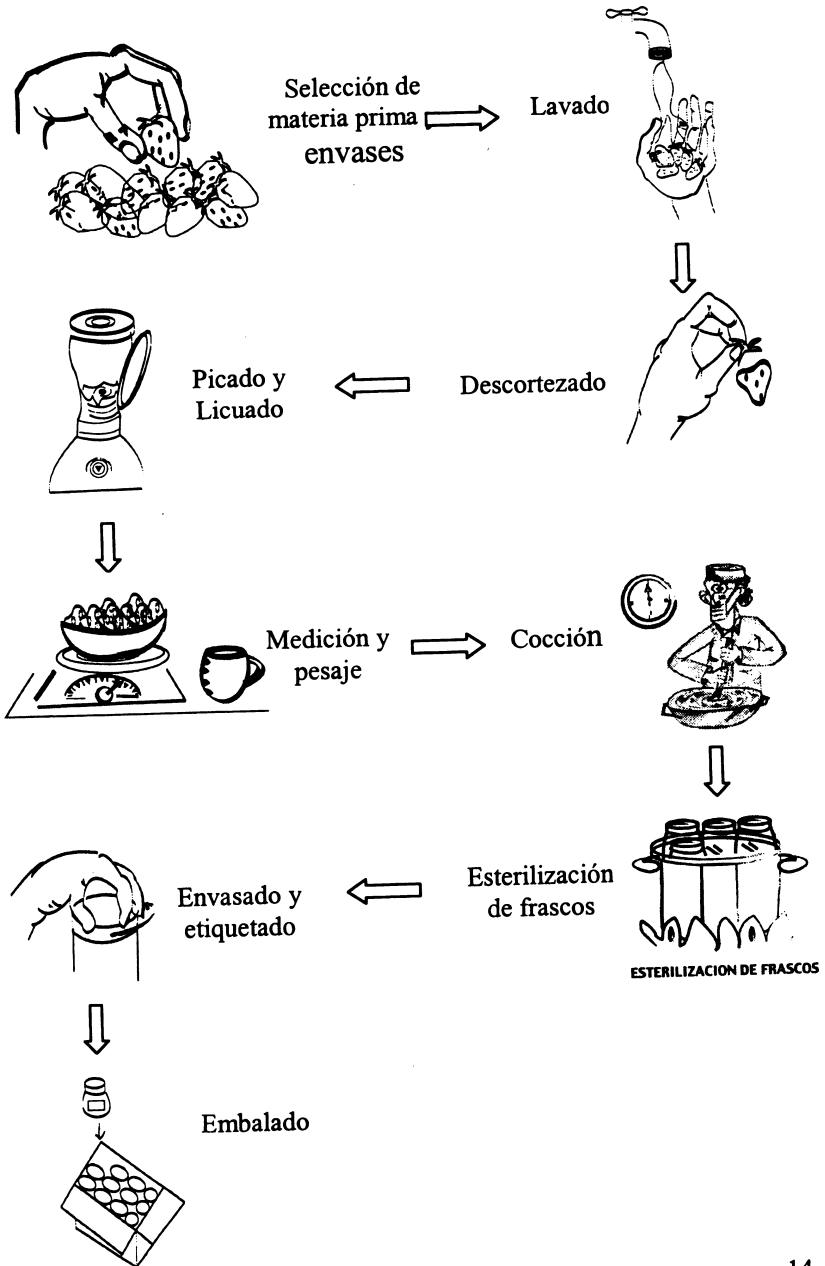 Selección de
materia prima
envases
Lavado
Descortezado
Picado y
Licuado
Medición y
pesaje
Cocción
Esterilización
de frascos
ESTERILIZACION DE FRASCOS
Envasado y
etiquetado
Embalado
14